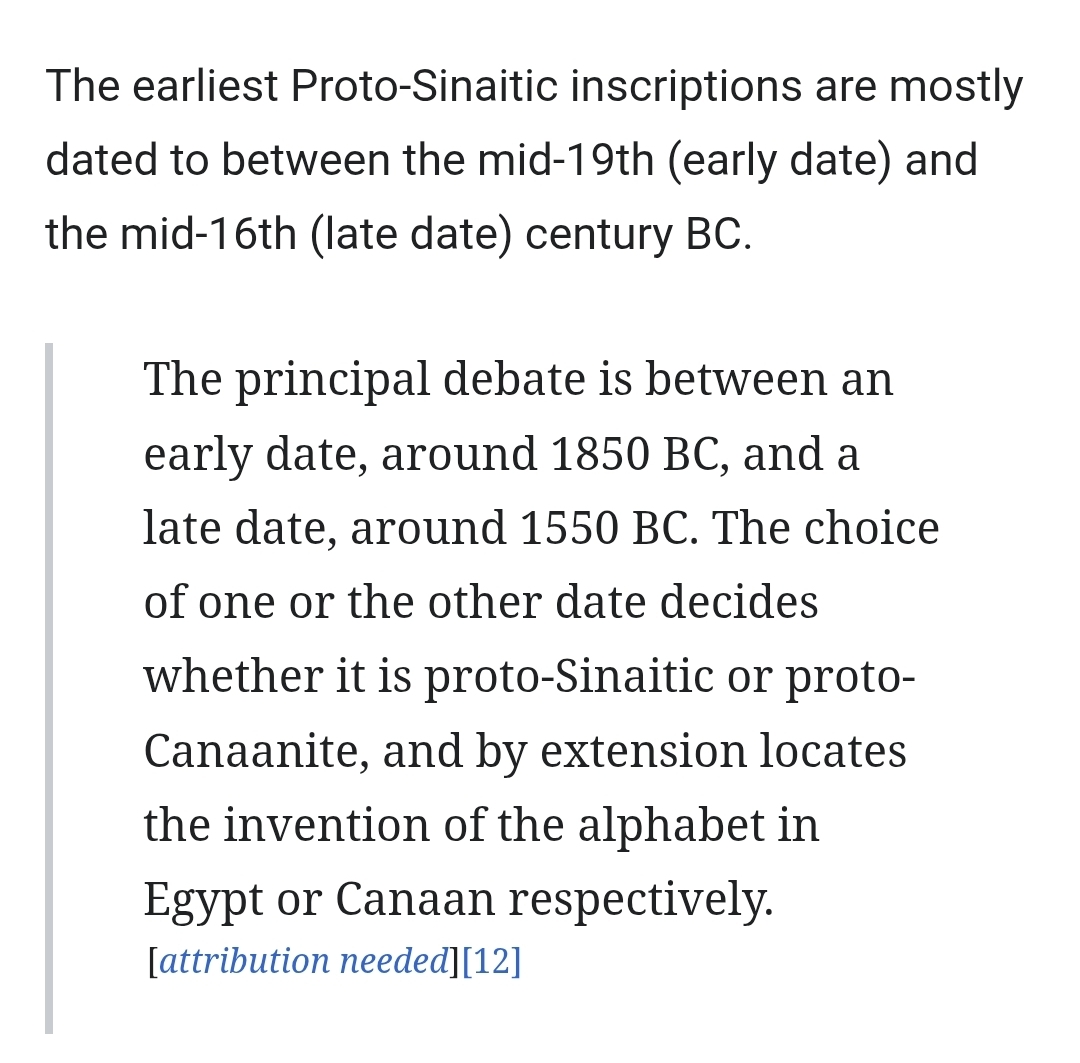 The earliest Proto-Sinaitic inscriptions are mostly
dated to between the mid-19th (early date) and
the mid-16th (late date) century BC.
The principal debate is between an
early date, around 1850 BC, and a
late date, around 1550 BC. The choice
of one or the other date decides
whether it is proto-Sinaitic or proto-
Canaanite, and by extension locates
the invention of the alphabet in
Egypt or Canaan respectively.
[attribution needed][12]